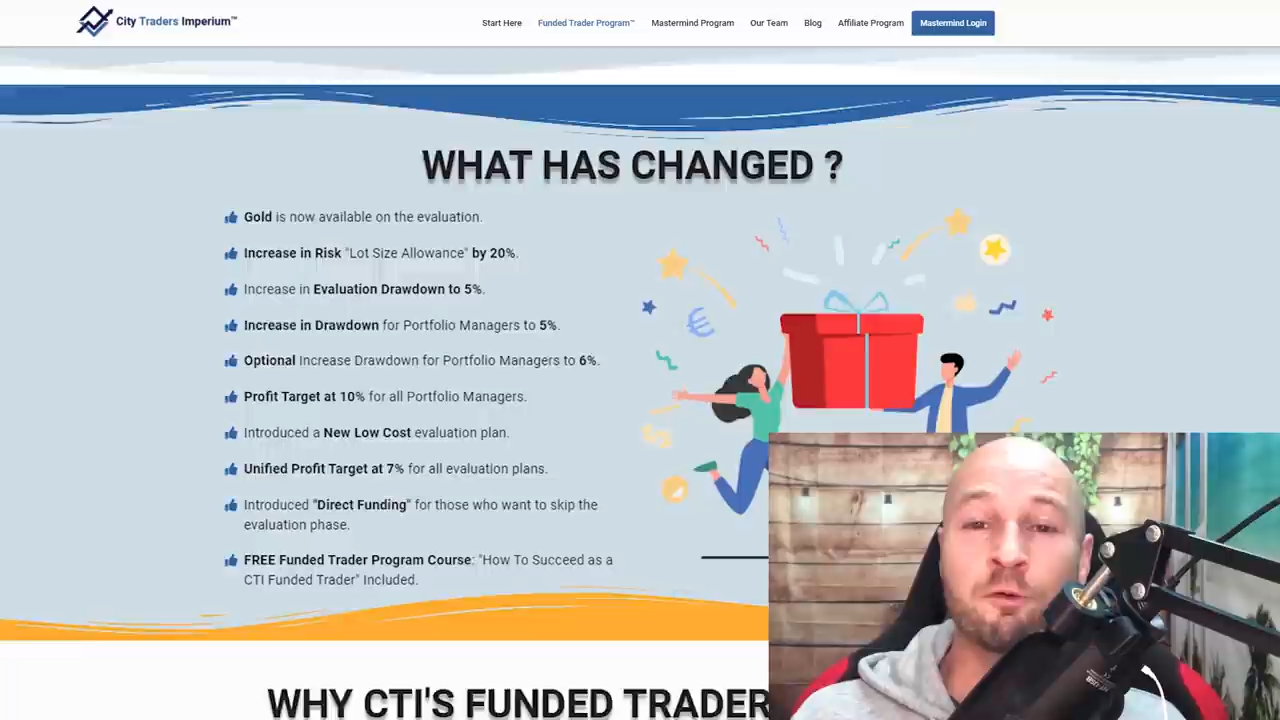 City Traders Imperium™
Start Here
Funded Trader Program™
Mastermind Program
Our Team
Blog
Affiliate Program
Mastermind Login
WHAT HAS CHANGED ?
Gold is now available on the evaluation.
Increase in Risk "Lot Size Allowance" by 20%.
Increase in Evaluation Drawdown to 5%.
Increase in Drawdown for Portfolio Managers to 5%.
Optional Increase Drawdown for Portfolio Managers to 6%.
Profit Target at 10% for all Portfolio Managers.
Introduced a New Low Cost evaluation plan.
Unified Profit Target at 7% for all evaluation plans.
Introduced "Direct Funding" for those who want to skip the
evaluation phase.
FREE Funded Trader Program Course: "How To Succeed as a
CTI Funded Trader" Included.
WHY CTI'S FUNDED TRADER